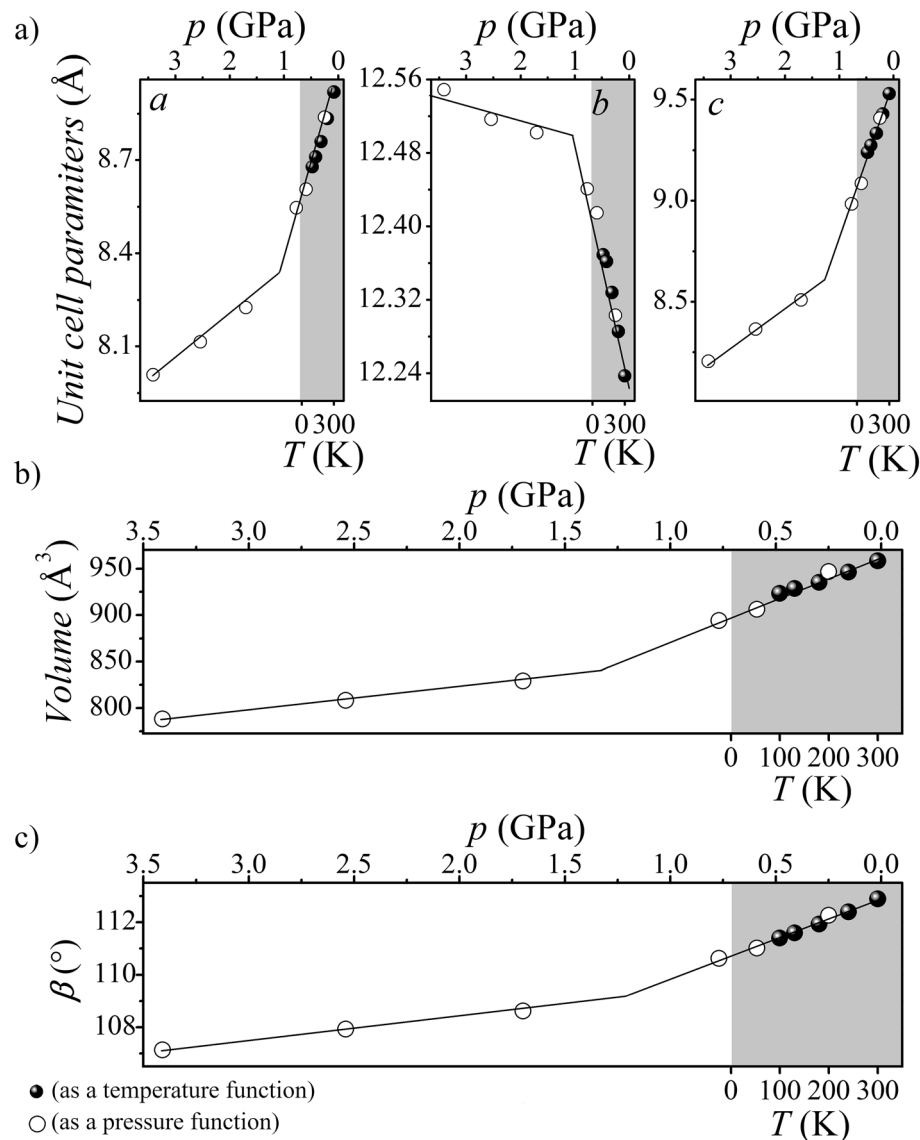 a)
p (GPa)
p (GPa)
p (GPa)
3 2 1 0
3 2 1 0
3 2 1 0
Unit cell paramiters (Å)
a
8.7
8.4
8.1
b
12.56
12.48
12.40
12.32
12.24
c
9.5
9.0
8.5
0 300
0 300
0 300
T (K)
T (K)
T (K)
b)
p (GPa)
3.5 3.0 2.5 2.0 1.5 1.0 0.5 0.0
Volume (Å³)
950
900
850
800
0 100 200 300
T (K)
c)
p (GPa)
3.5 3.0 2.5 2.0 1.5 1.0 0.5 0.0
β (°)
112
108
0 100 200 300
T (K)
(as a temperature function)
(as a pressure function)